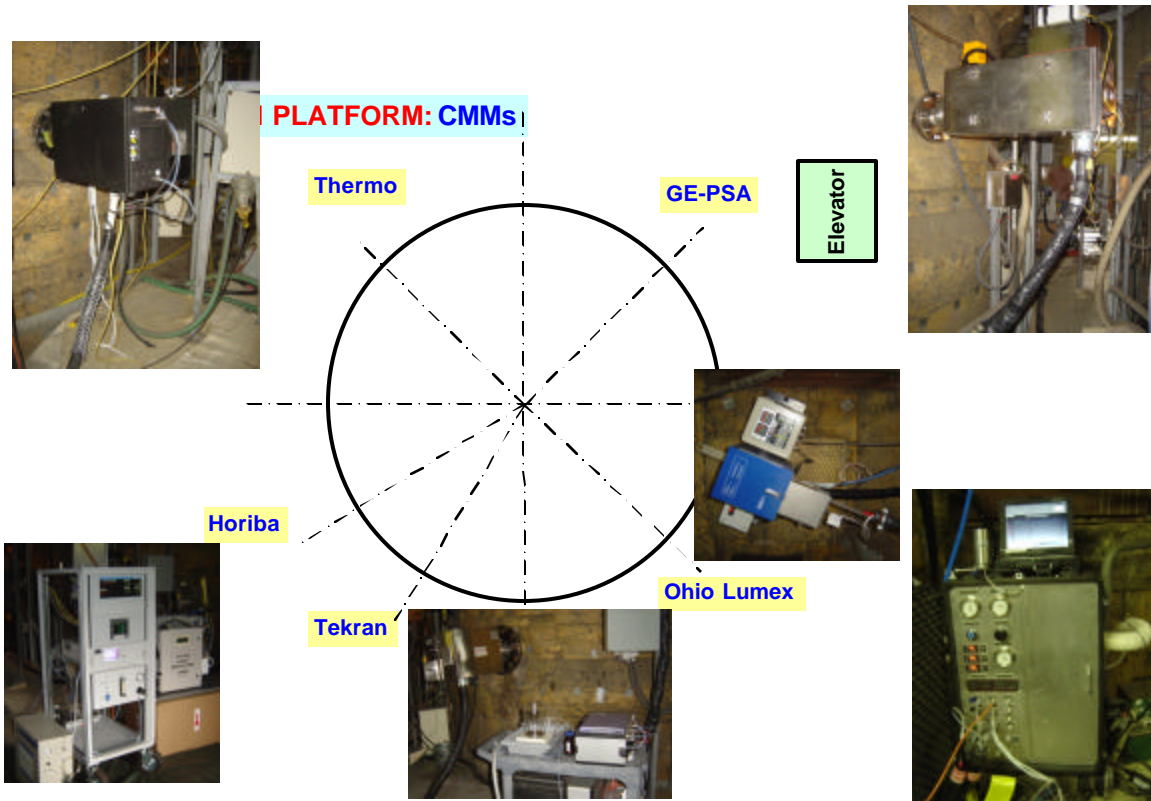 PLATFORM: CMMs
Thermo
GE-PSA
Elevator
Horiba
Ohio Lumex
Tekran